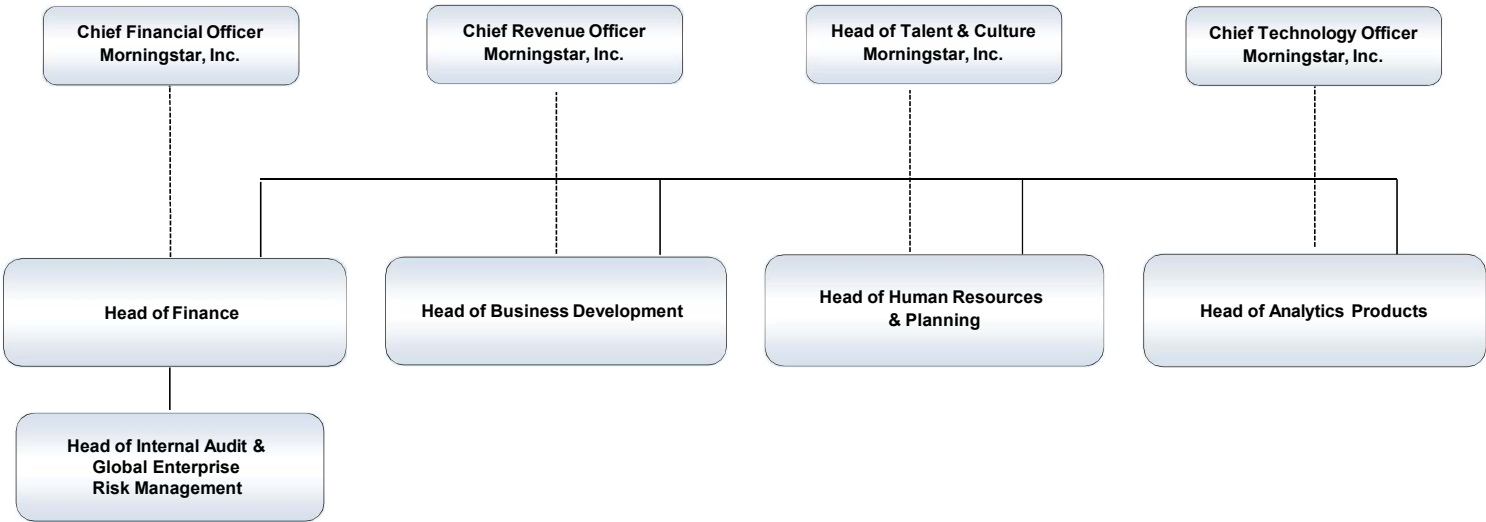 Chief Financial Officer
Morningstar, Inc.
Chief Revenue Officer
Morningstar, Inc.
Head of Talent & Culture
Morningstar, Inc.
Chief Technology Officer
Morningstar, Inc.
Head of Finance
Head of Business Development
Head of Human Resources
& Planning
Head of Analytics Products
Head of Internal Audit &
Global Enterprise
Risk Management